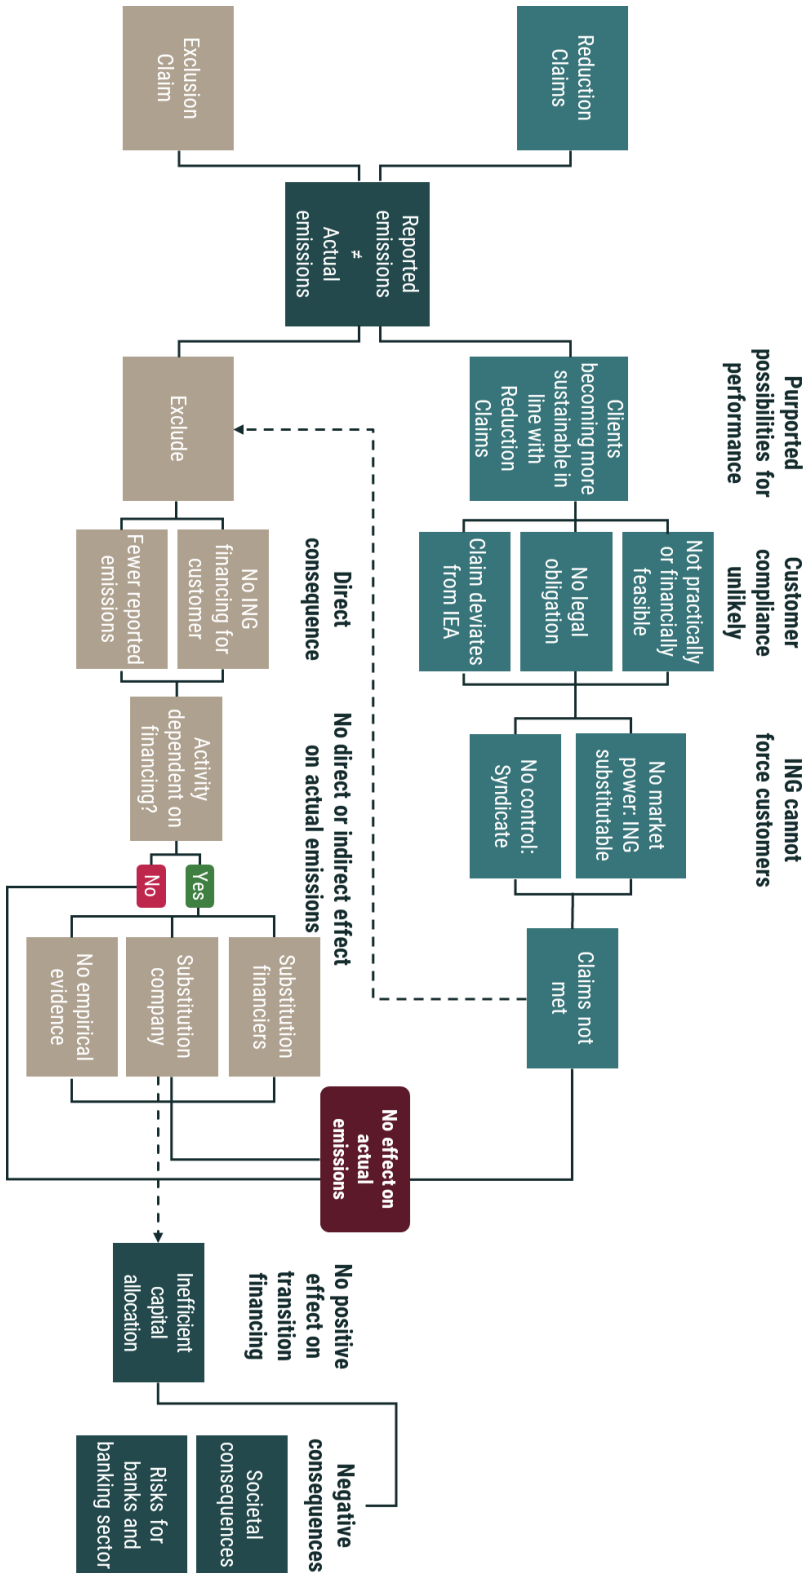 Purported
possibilities for
performance
Customer
compliance
unlikely
ING cannot
force customers
Reduction
Claims
Exclusion
Claim
Reported
emissions
≠
Actual
emissions
Clients
becoming more
sustainable in
line with
Reduction
Claims
Not practically
or financially
feasible
No legal
obligation
Claim deviates
from IEA
No market
power: ING
substitutable
No control:
Syndicate
Claims not
met
Direct
consequence
No direct or indirect effect
on actual emissions
Exclude
No ING
financing for
customer
Fewer reported
emissions
Activity
dependent on
financing?
Yes
No
Substitution
financiers
Substitution
company
No empirical
evidence
No effect on
actual
emissions
No positive
effect on
transition
financing
Inefficient
capital
allocation
Negative
consequences
Societal
consequences
Risks for
banks and
banking sector